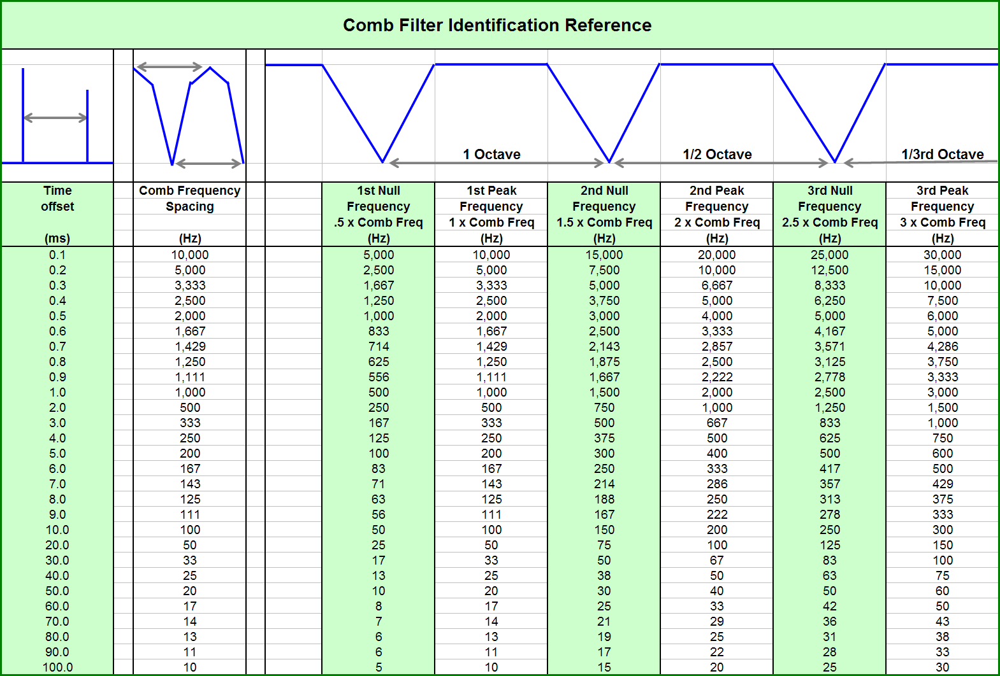 Comb Filter Identification Reference
1 Octave 1/2 Octave 1/3rd Octave
Time Comb Frequency 1st Null 1st Peak 2nd Null 2nd Peak 3rd Null 3rd Peak
offset Spacing Frequency Frequency Frequency Frequency Frequency Frequency
.5 x Comb Freq 1 x Comb Freq 1.5 x Comb Freq 2 x Comb Freq 2.5 x Comb Freq 3 x Comb Freq
(ms) (Hz) (Hz) (Hz) (Hz) (Hz) (Hz) (Hz)
0.1 10,000 5,000 10,000 15,000 20,000 25,000 30,000
0.2 5,000 2,500 5,000 7,500 10,000 12,500 15,000
0.3 3,333 1,667 3,333 5,000 6,667 8,333 10,000
0.4 2,500 1,250 2,500 3,750 5,000 6,250 7,500
0.5 2,000 1,000 2,000 3,000 4,000 5,000 6,000
0.6 1,667 833 1,667 2,500 3,333 4,167 5,000
0.7 1,429 714 1,429 2,143 2,857 3,571 4,286
0.8 1,250 625 1,250 1,875 2,500 3,125 3,750
0.9 1,111 556 1,111 1,667 2,222 2,778 3,333
1.0 1,000 500 1,000 1,500 2,000 2,500 3,000
2.0 500 250 500 750 1,000 1,250 1,500
3.0 333 167 333 500 667 833 1,000
4.0 250 125 250 375 500 625 750
5.0 200 100 200 300 400 500 600
6.0 167 83 167 250 333 417 500
7.0 143 71 143 214 286 357 429
8.0 125 63 125 188 250 313 375
9.0 111 56 111 167 222 278 333
10.0 100 50 100 150 200 250 300
20.0 50 25 50 75 100 125 150
30.0 33 17 33 50 67 83 100
40.0 25 13 25 38 50 63 75
50.0 20 10 20 30 40 50 60
60.0 17 8 17 25 33 42 50
70.0 14 7 14 21 29 36 43
80.0 13 6 13 19 25 31 38
90.0 11 6 11 17 22 28 33
100.0 10 5 10 15 20 25 30